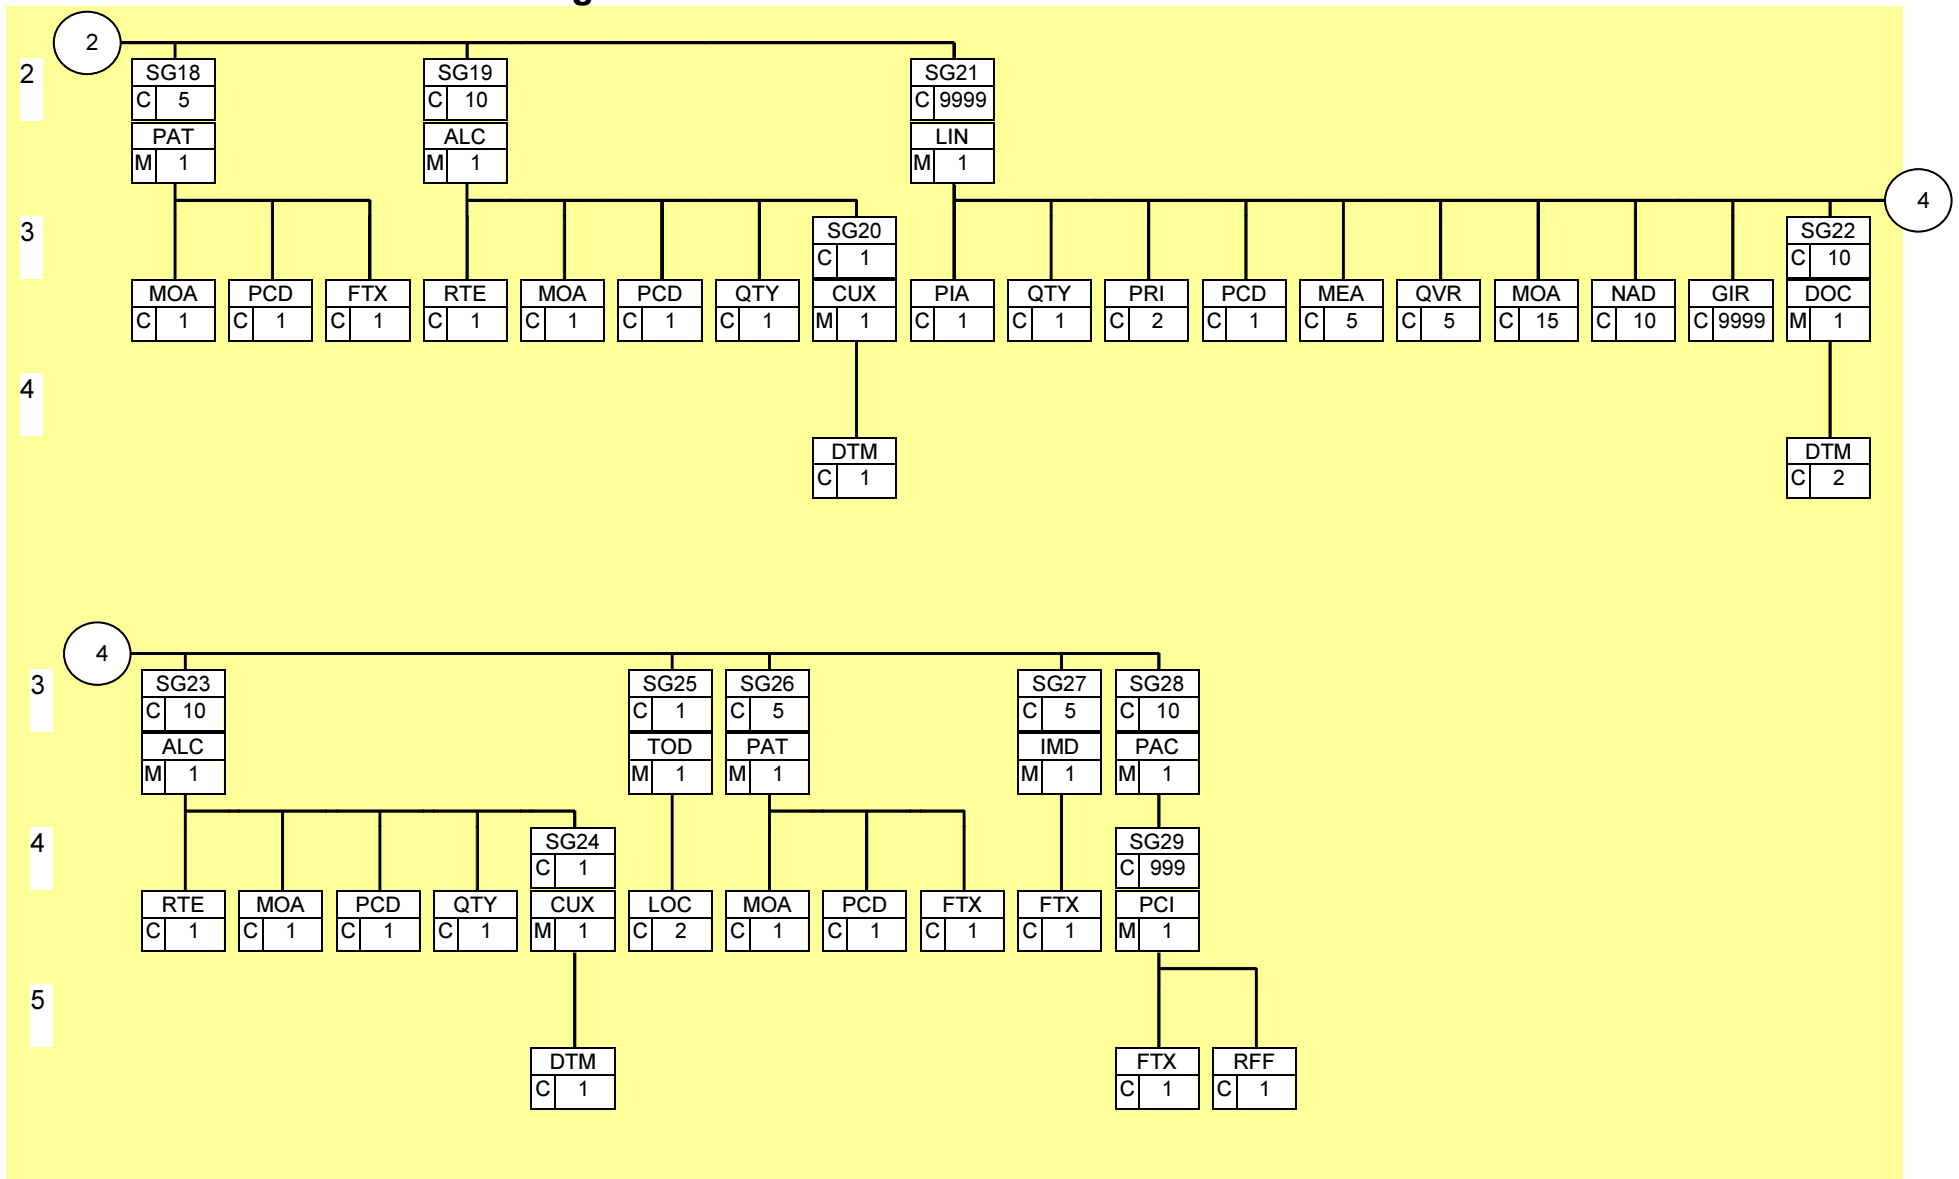 g
2
2
SG18 SG19 SG21
C 5 C 10 C 9999
PAT ALC LIN
M 1 M 1 M 1
4
3
SG20 SG22
C 1 C 10
MOA PCD FTX RTE MOA PCD QTY CUX PIA QTY PRI PCD MEA QVR MOA NAD GIR DOC
C 1 C 1 C 1 C 1 C 1 C 1 C 1 M 1 C 1 C 1 C 2 C 1 C 5 C 5 C 15 C 10 C 9999 M 1
4
DTM DTM
C 1 C 2
4
3
SG23 SG25 SG26 SG27 SG28
C 10 C 1 C 5 C 5 C 10
ALC TOD PAT IMD PAC
M 1 M 1 M 1 M 1 M 1
4
SG24 SG29
C 1 C 999
RTE MOA PCD QTY CUX LOC MOA PCD FTX FTX PCI
C 1 C 1 C 1 C 1 M 1 C 2 C 1 C 1 C 1 C 1 M 1
5
DTM FTX RFF
C 1 C 1 C 1